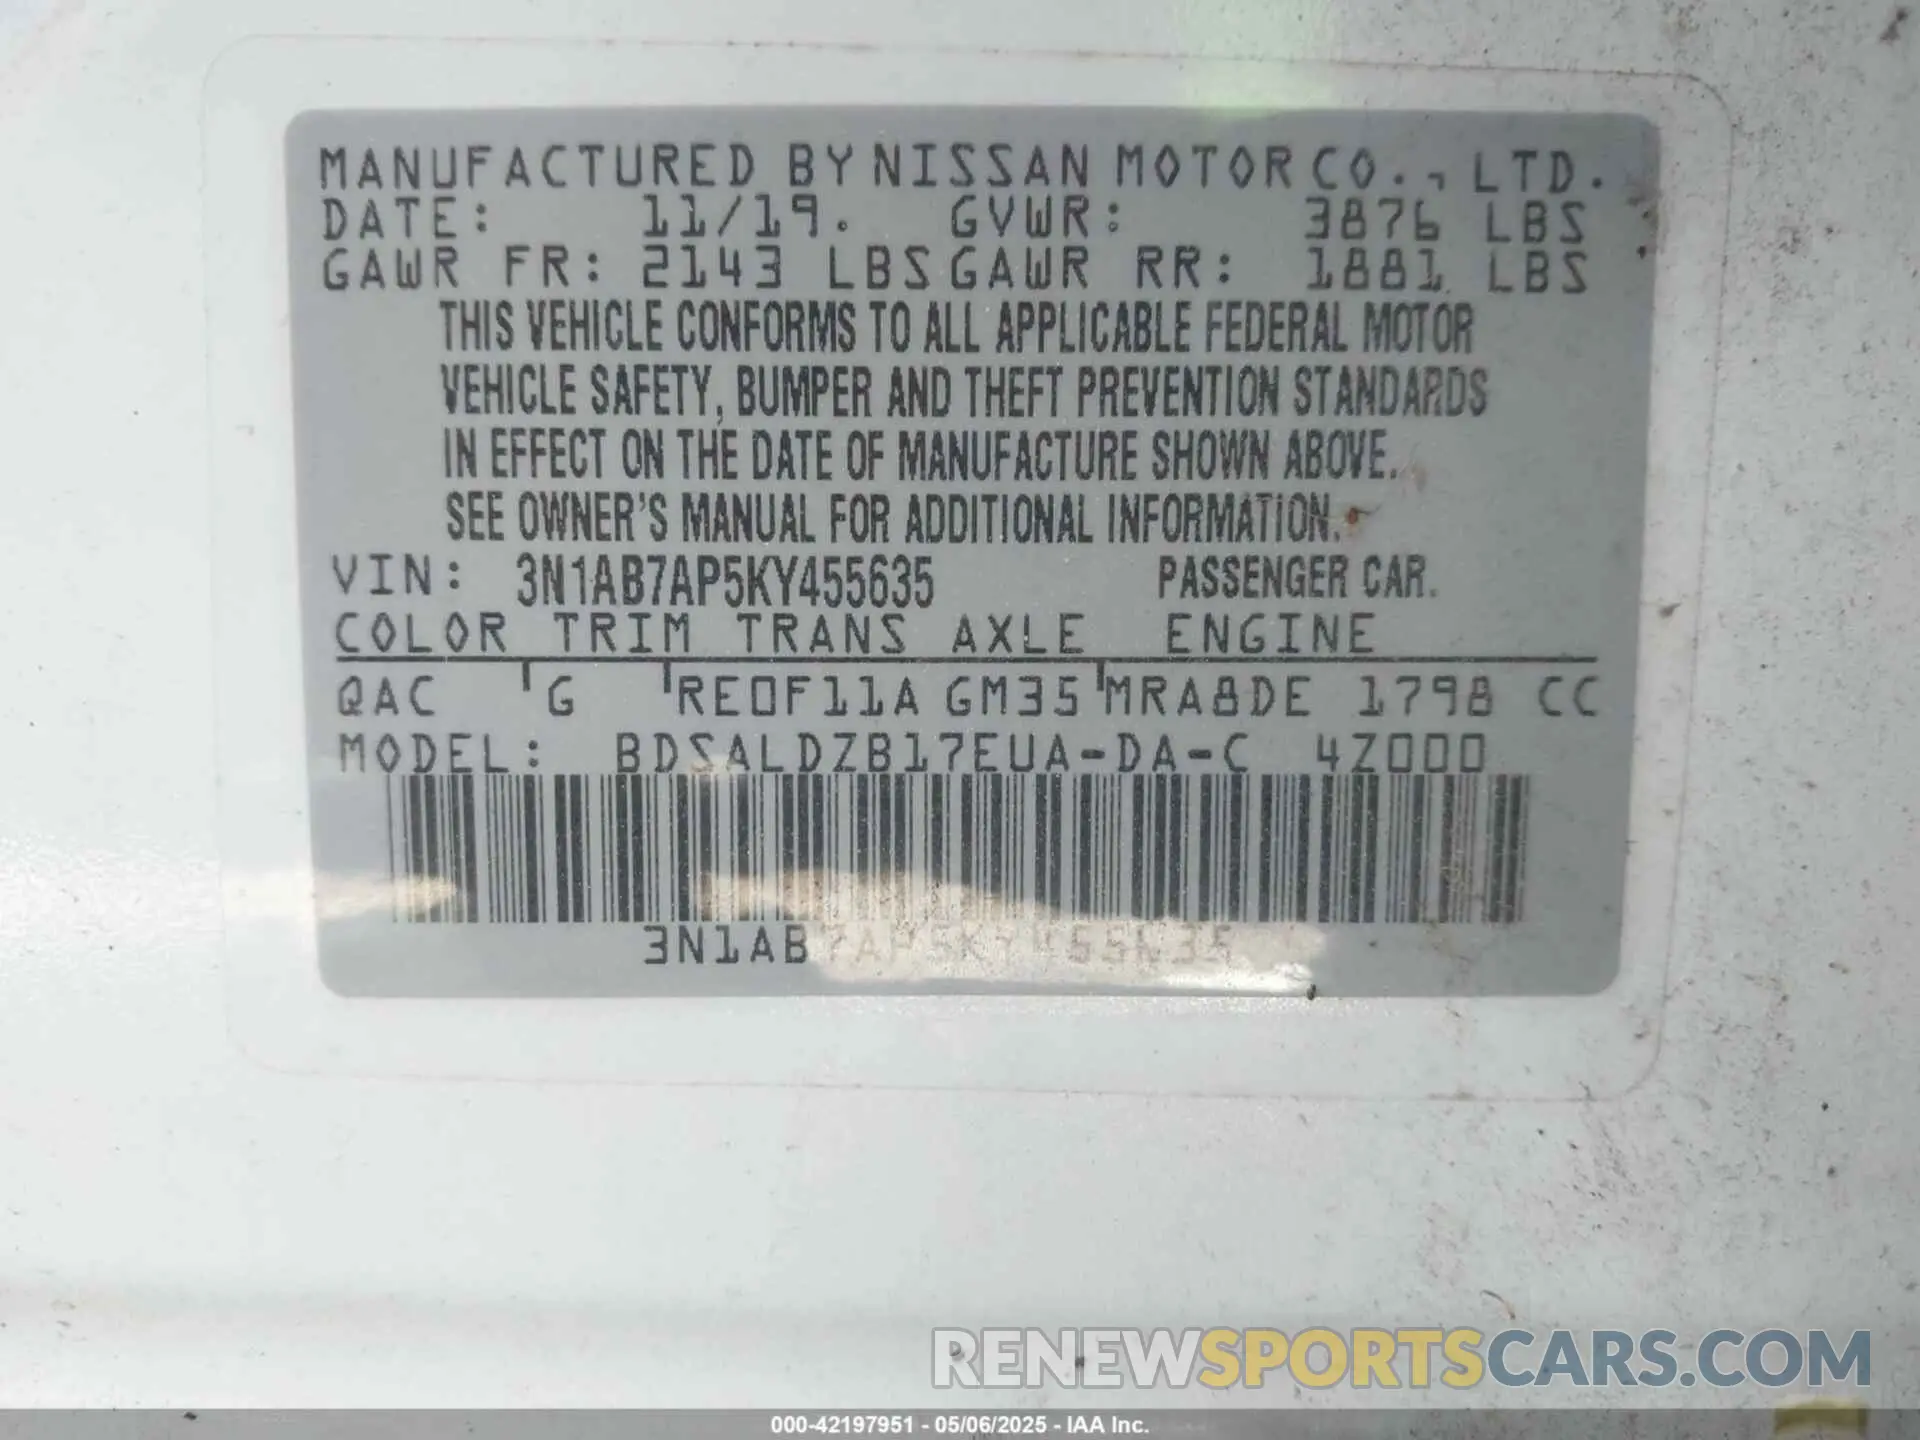 MANUFACTURED BY NISSAN MOTOR CO., LTD.
DATE: 11/19. GVWR: 3876 LBS
GAWR FR: 2143 LBS GAWR RR: 1881 LBS
THIS VEHICLE CONFORMS TO ALL APPLICABLE FEDERAL MOTOR
VEHICLE SAFETY, BUMPER AND THEFT PREVENTION STANDARDS
IN EFFECT ON THE DATE OF MANUFACTURE SHOWN ABOVE.
SEE OWNER'S MANUAL FOR ADDITIONAL INFORMATION.
VIN: 3N1AB7AP5KY455635 PASSENGER CAR.
COLOR TRIM TRANS AXLE ENGINE
QAC G RE0F11A GM35 MRA8DE 1798 CC
MODEL: BDSALDZB17EUA-DA-C 4Z000
3N1AB7AP5KY455635
RENEWSPORTSCARS.COM
000-42197951 - 05/06/2025 - IAA Inc.